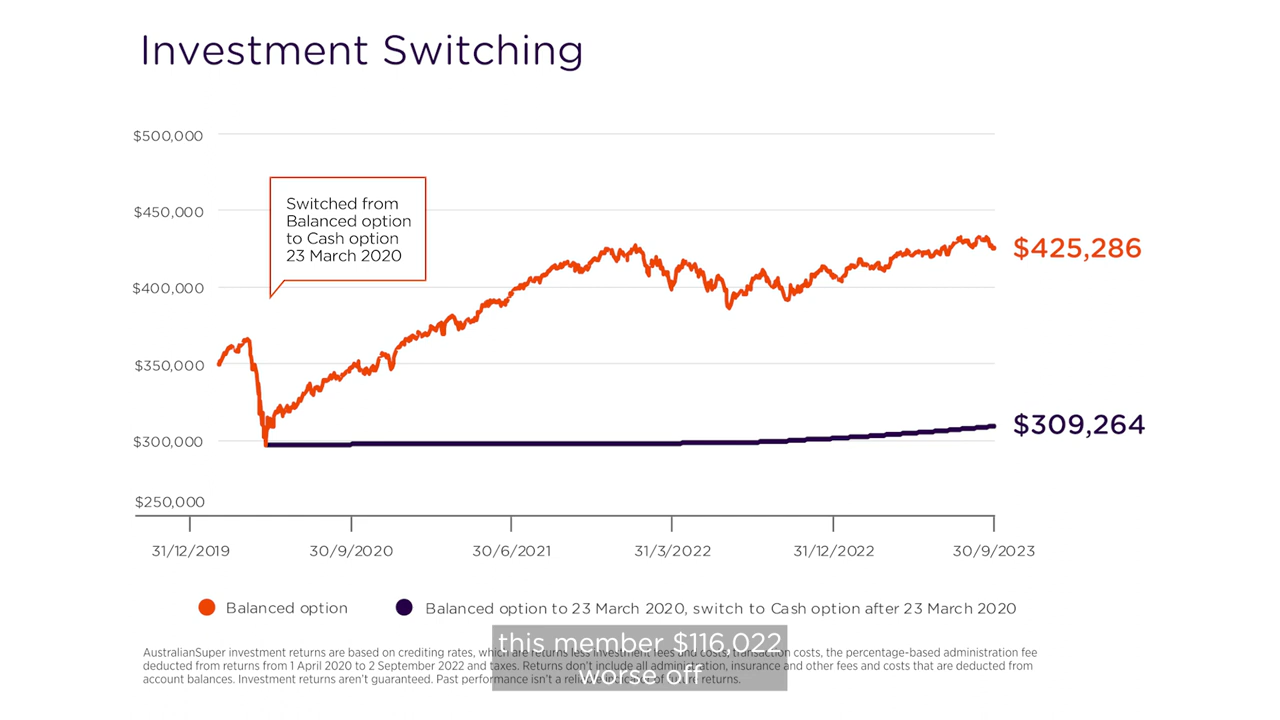 Investment Switching
$500,000
$450,000
$400,000
$350,000
$300,000
$250,000
Switched from
Balanced option
to Cash option
23 March 2020
$425,286
$309,264
31/12/2019
30/9/2020
30/6/2021
31/3/2022
31/12/2022
30/9/2023
Balanced option
Balanced option to 23 March 2020, switch to Cash option after 23 March 2020
AustralianSuper investment returns are based on crediting rates, which are returns less investment fees and costs, transaction costs, the percentage-based administration fee
deducted from returns from 1 April 2020 to 2 September 2022 and taxes. Returns don't include all administration, insurance and other fees and costs that are deducted from
account balances. Investment returns aren't guaranteed. Past performance isn't a reliable indicator of future returns.
this member $116,022
worse off